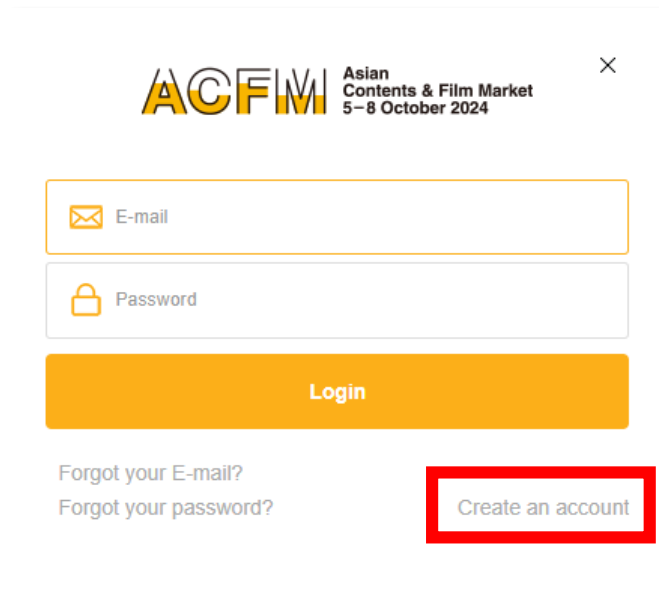 ACFM
Asian
Contents & Film Market
5–8 October 2024
E-mail
Password
Login
Forgot your E-mail?
Forgot your password?
Create an account